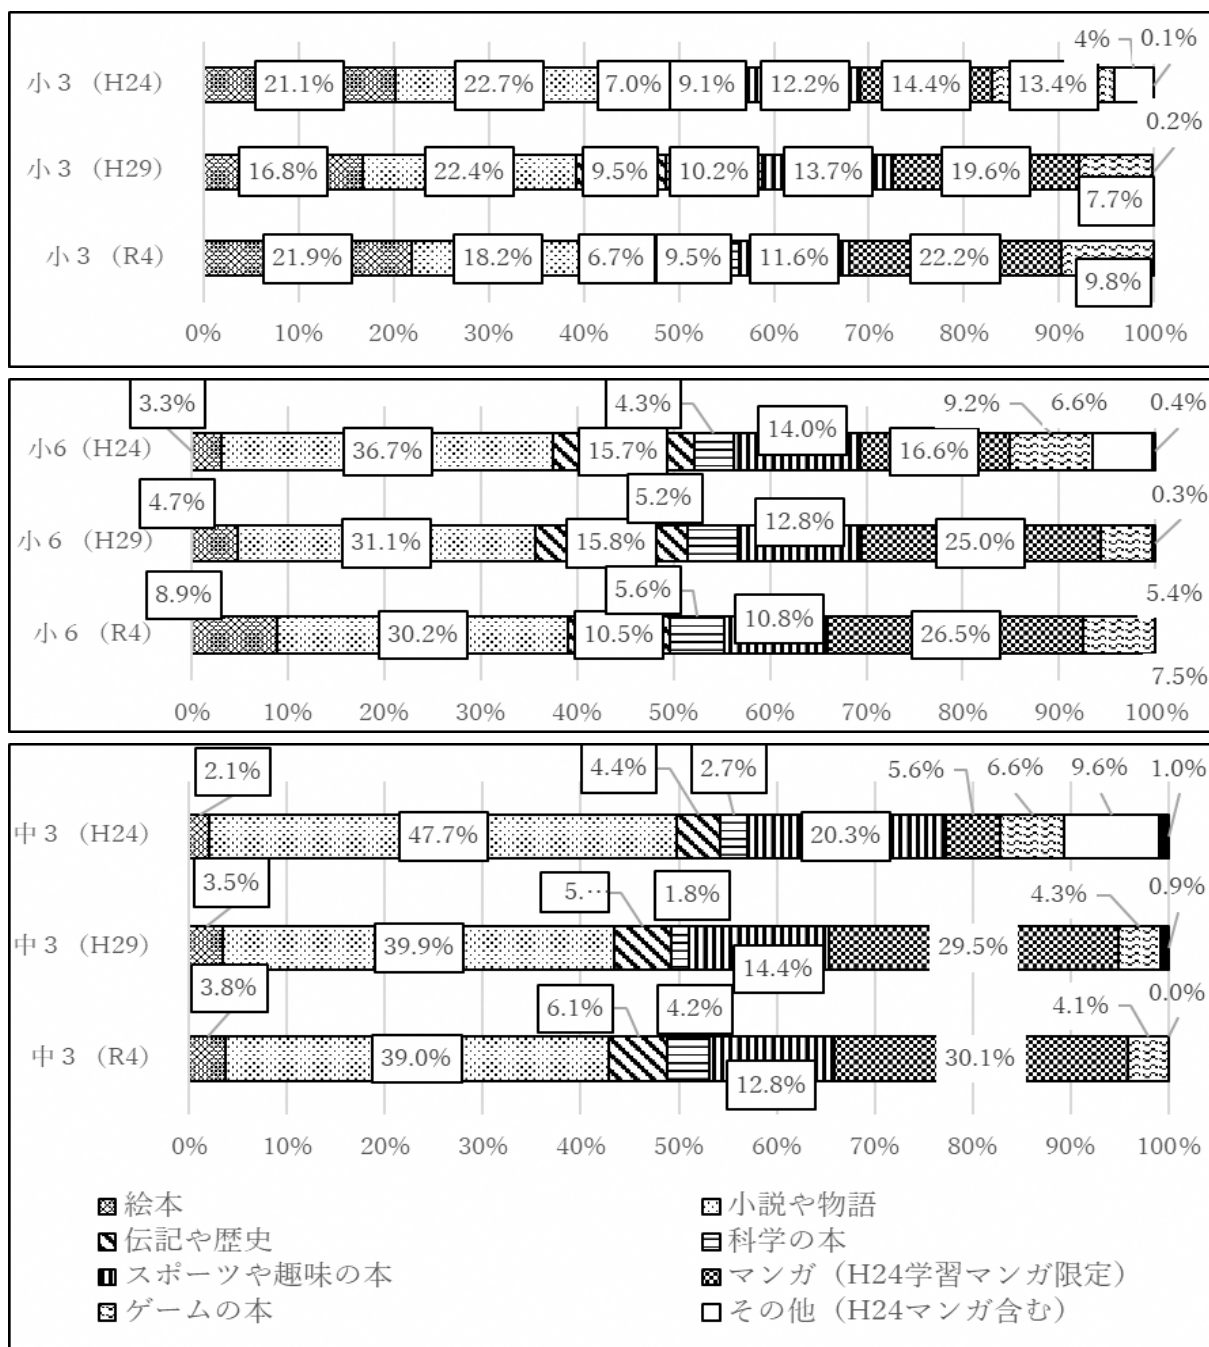 4% 0.1%
小３（H24） 21.1% 22.7% 7.0% 9.1% 12.2% 14.4% 13.4%
0.2%
小３（H29） 16.8% 22.4% 9.5% 10.2% 13.7% 19.6%
7.7%
小３（R4） 21.9% 18.2% 6.7% 9.5% 11.6% 22.2%
9.8%
0% 10% 20% 30% 40% 50% 60% 70% 80% 90% 100%
3.3% 4.3% 9.2% 6.6% 0.4%
14.0%
小6（H24） 36.7% 15.7% 16.6%
4.7% 5.2% 0.3%
12.8%
小６（H29） 31.1% 15.8% 25.0%
8.9% 5.6% 5.4%
10.8%
小６（R4） 30.2% 10.5% 26.5%
7.5%
0% 10% 20% 30% 40% 50% 60% 70% 80% 90% 100%
2.1% 4.4% 2.7% 5.6% 6.6% 9.6% 1.0%
中３（H24） 47.7% 20.3%
3.5% 5.… 1.8% 4.3% 0.9%
中３（H29） 39.9% 29.5%
14.4%
3.8% 6.1% 4.2% 4.1% 0.0%
中３（R4） 39.0% 30.1%
12.8%
0% 10% 20% 30% 40% 50% 60% 70% 80% 90% 100%
絵本 小説や物語
伝記や歴史 科学の本
スポーツや趣味の本 マンガ（H24学習マンガ限定）
ゲームの本 その他（H24マンガ含む）